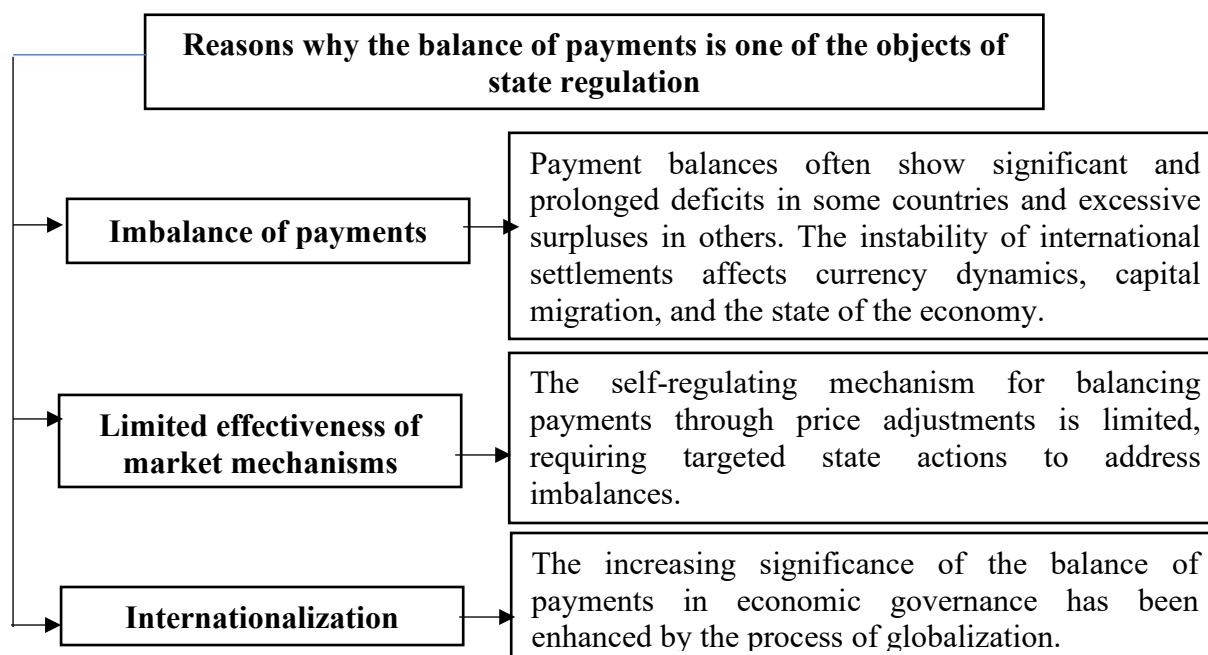 Reasons why the balance of payments is one of the objects of
state regulation
Imbalance of payments
Payment balances often show significant and
prolonged deficits in some countries and excessive
surpluses in others. The instability of international
settlements affects currency dynamics, capital
migration, and the state of the economy.
Limited effectiveness of
market mechanisms
The self-regulating mechanism for balancing
payments through price adjustments is limited,
requiring targeted state actions to address
imbalances.
Internationalization
The increasing significance of the balance of
payments in economic governance has been
enhanced by the process of globalization.